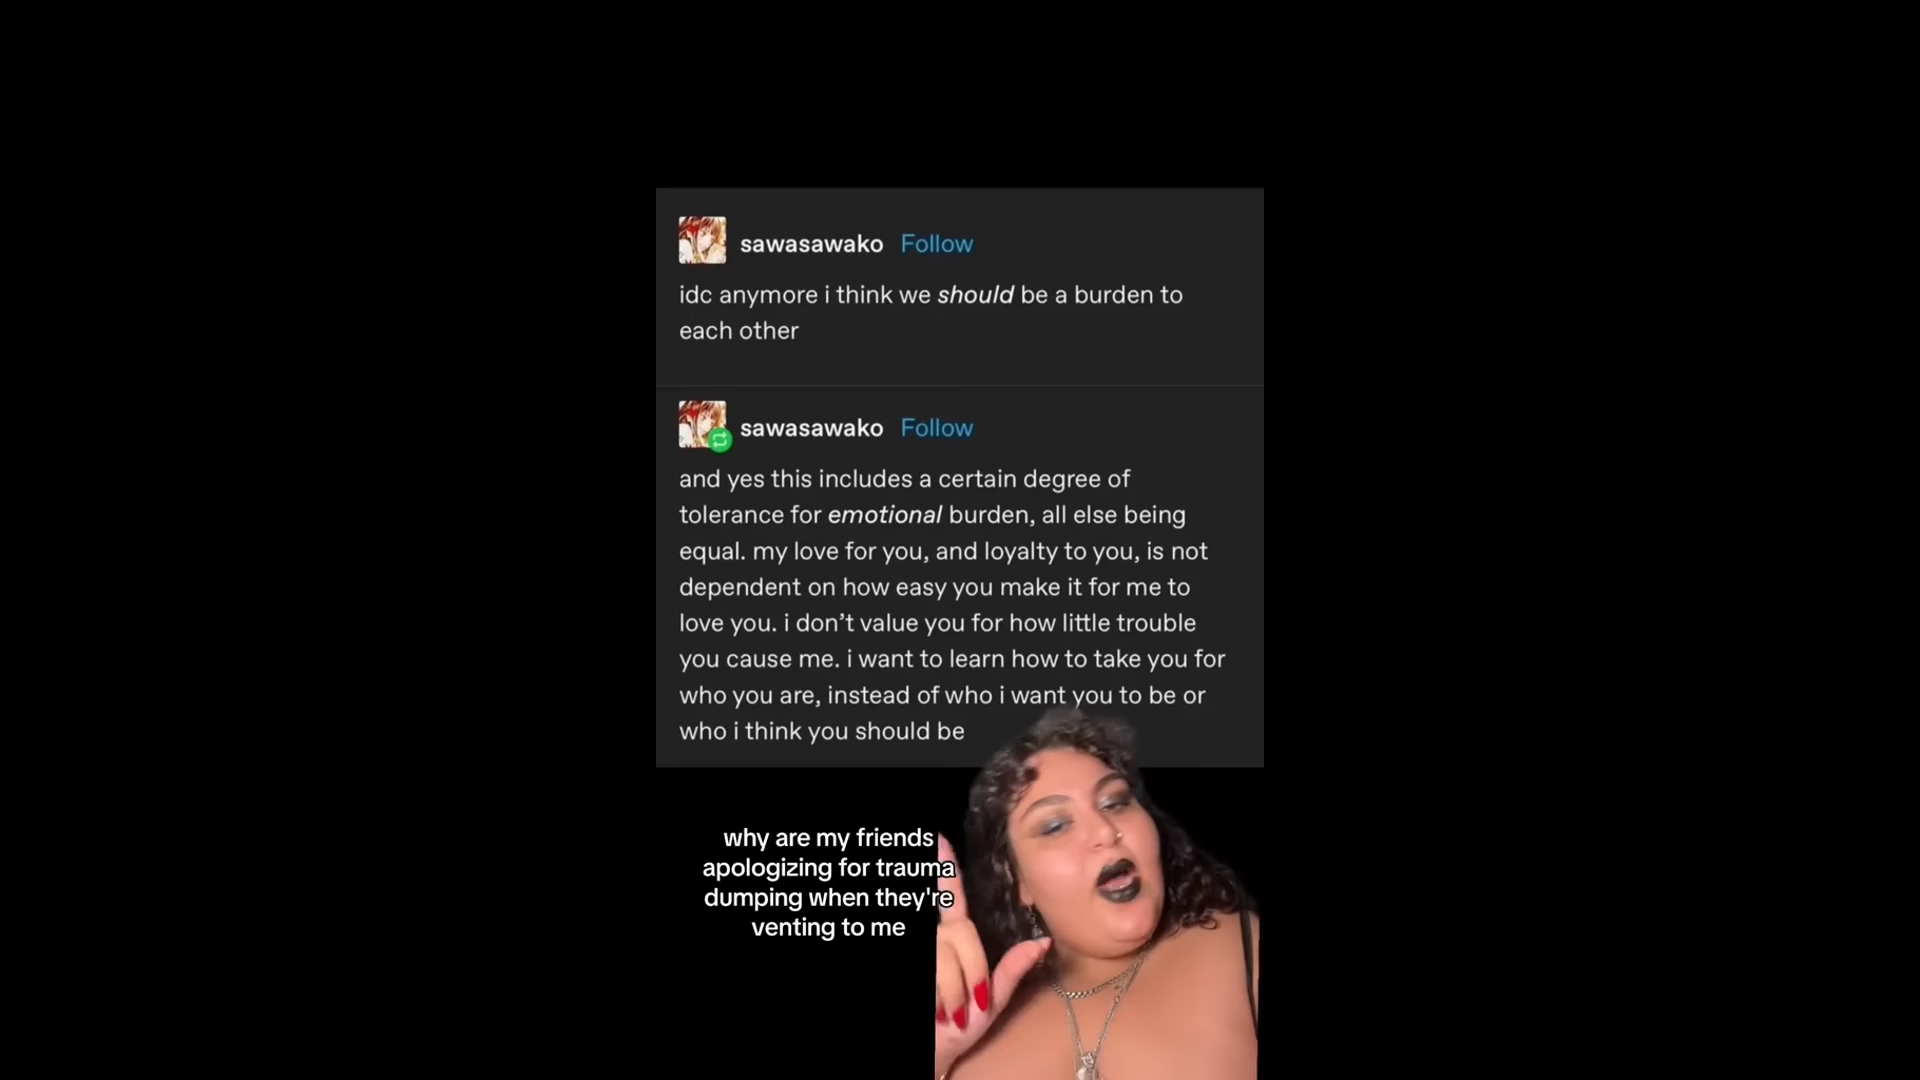 sawasawako Follow
idc anymore i think we should be a burden to
each other
sawasawako Follow
and yes this includes a certain degree of
tolerance for emotional burden, all else being
equal. my love for you, and loyalty to you, is not
dependent on how easy you make it for me to
love you. i don’t value you for how little trouble
you cause me. i want to learn how to take you for
who you are, instead of who i want you to be or
who i think you should be
why are my friends
apologizing for trauma
dumping when they're
venting to me